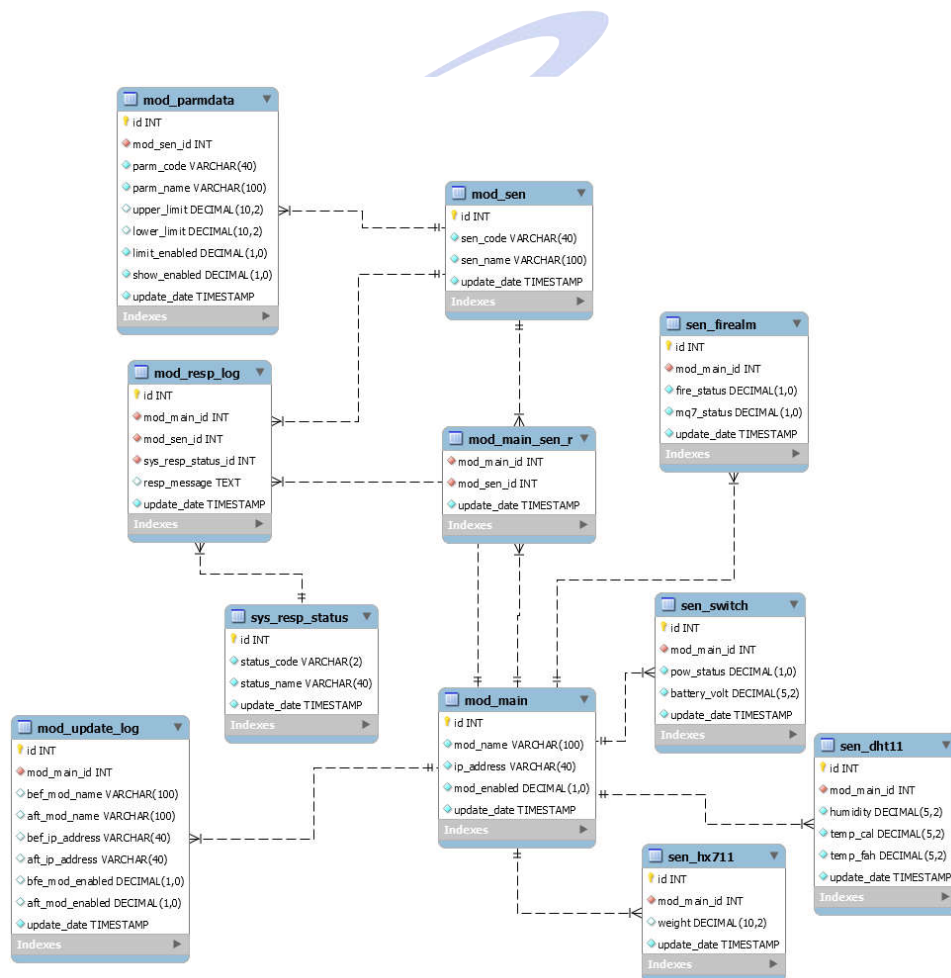 mod_parmdata
id INT
mod_sen_id INT
parm_code VARCHAR(40)
parm_name VARCHAR(100)
upper_limit DECIMAL(10,2)
lower_limit DECIMAL(10,2)
limit_enabled DECIMAL(1,0)
show_enabled DECIMAL(1,0)
update_date TIMESTAMP
Indexes
mod_sen
id INT
sen_code VARCHAR(40)
sen_name VARCHAR(100)
update_date TIMESTAMP
Indexes
sen_firealm
id INT
mod_main_id INT
fire_status DECIMAL(1,0)
mq7_status DECIMAL(1,0)
update_date TIMESTAMP
Indexes
mod_resp_log
id INT
mod_main_id INT
mod_sen_id INT
sys_resp_status_id INT
resp_message TEXT
update_date TIMESTAMP
Indexes
mod_main_sen_r
mod_main_id INT
mod_sen_id INT
update_date TIMESTAMP
Indexes
sys_resp_status
id INT
status_code VARCHAR(2)
status_name VARCHAR(40)
update_date TIMESTAMP
Indexes
sen_switch
id INT
mod_main_id INT
pow_status DECIMAL(1,0)
battery_volt DECIMAL(5,2)
update_date TIMESTAMP
Indexes
mod_main
id INT
mod_name VARCHAR(100)
ip_address VARCHAR(40)
mod_enabled DECIMAL(1,0)
update_date TIMESTAMP
Indexes
mod_update_log
id INT
mod_main_id INT
bef_mod_name VARCHAR(100)
aft_mod_name VARCHAR(100)
bef_ip_address VARCHAR(40)
aft_ip_address VARCHAR(40)
bfe_mod_enabled DECIMAL(1,0)
aft_mod_enabled DECIMAL(1,0)
update_date TIMESTAMP
Indexes
sen_dht11
id INT
mod_main_id INT
humidity DECIMAL(5,2)
temp_cal DECIMAL(5,2)
temp_fah DECIMAL(5,2)
update_date TIMESTAMP
Indexes
sen_hx711
id INT
mod_main_id INT
weight DECIMAL(10,2)
update_date TIMESTAMP
Indexes